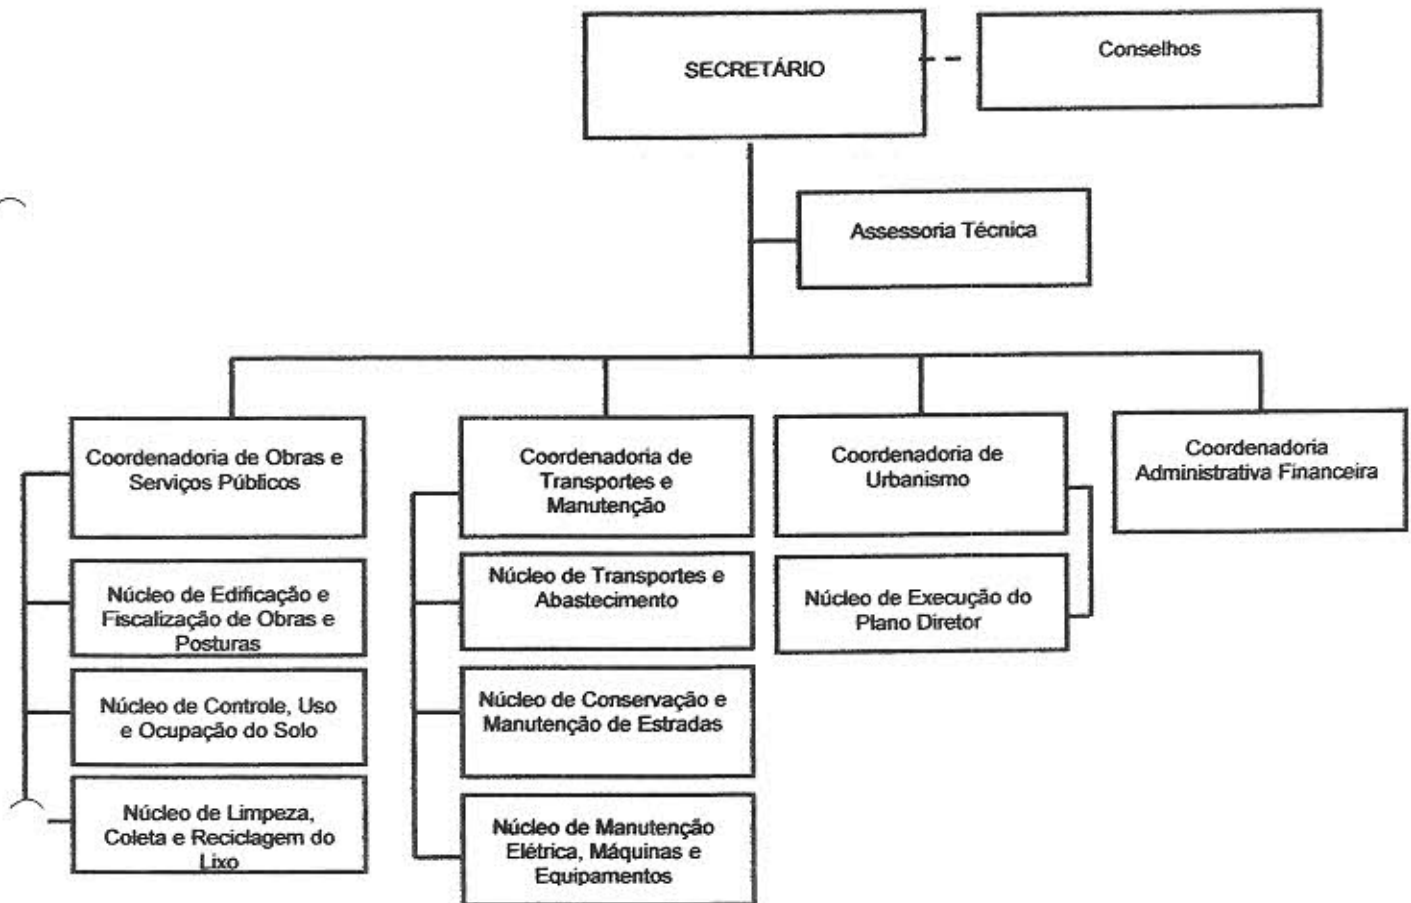 SECRETÁRIO
Conselhos
Assessoria Técnica
Coordenadoria de Obras e
Serviços Públicos
Núcleo de Edificação e
Fiscalização de Obras e
Posturas
Núcleo de Controle, Uso
e Ocupação do Solo
Núcleo de Limpeza,
Coleta e Reciclagem do
Lixo
Coordenadoria de
Transportes e
Manutenção
Núcleo de Transportes e
Abastecimento
Núcleo de Conservação e
Manutenção de Estradas
Núcleo de Manutenção
Elétrica, Máquinas e
Equipamentos
Coordenadoria de
Urbanismo
Núcleo de Execução do
Plano Diretor
Coordenadoria
Administrativa Financeira